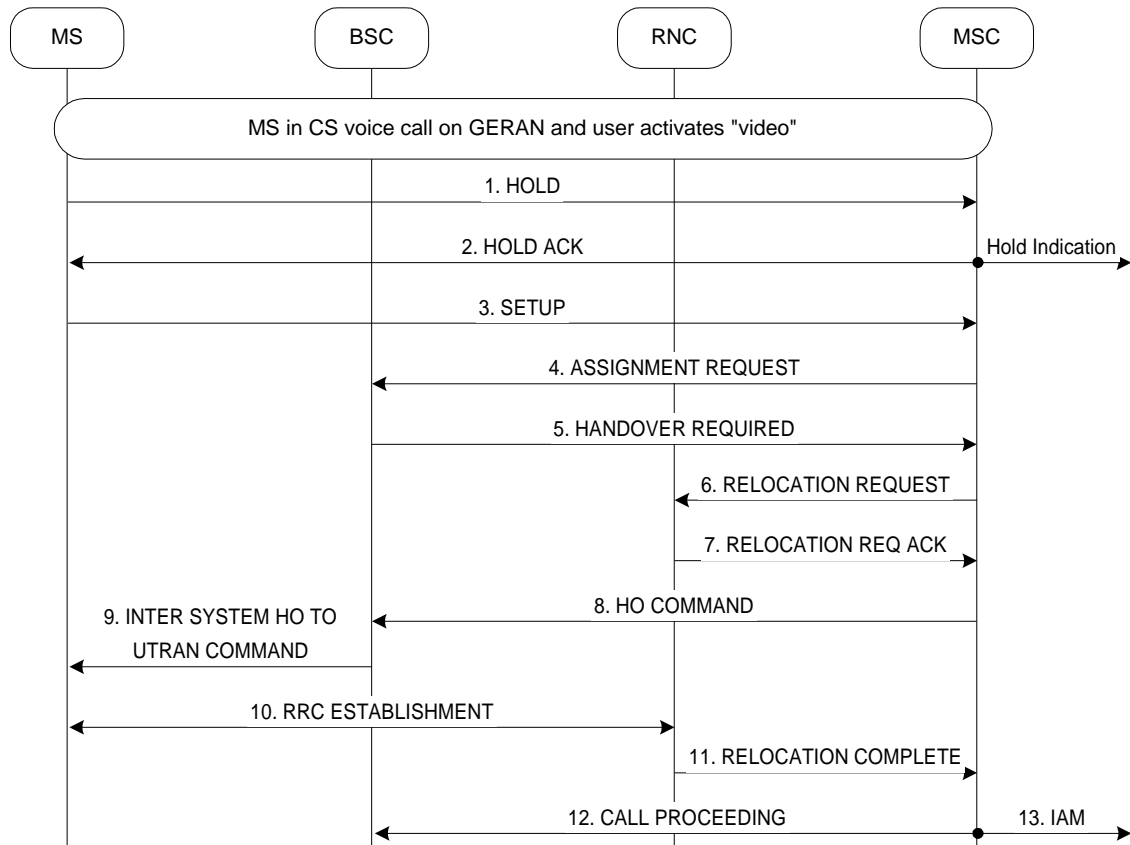 MS
BSC
RNC
MSC
MS in CS voice call on GERAN and user activates "video"
1. HOLD
2. HOLD ACK
Hold Indication
3. SETUP
4. ASSIGNMENT REQUEST
5. HANDOVER REQUIRED
6. RELOCATION REQUEST
7. RELOCATION REQ ACK
8. HO COMMAND
9. INTER SYSTEM HO TO
UTRAN COMMAND
10. RRC ESTABLISHMENT
11. RELOCATION COMPLETE
12. CALL PROCEEDING
13. IAM